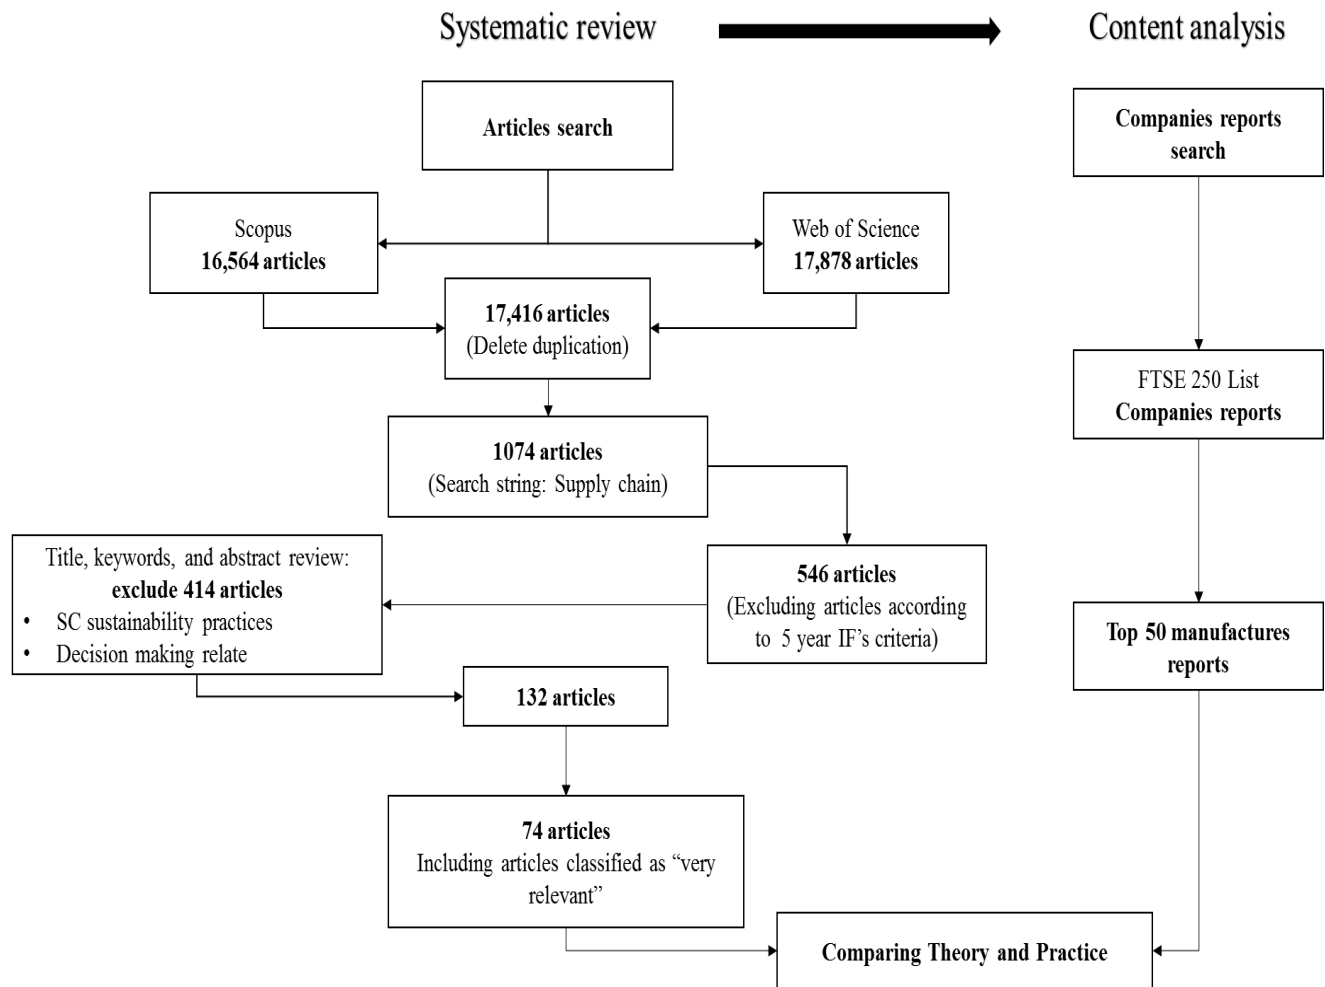 Systematic review
Content analysis
Articles search
Companies reports
search
Scopus
16,564 articles
Web of Science
17,878 articles
17,416 articles
(Delete duplication)
FTSE 250 List
Companies reports
1074 articles
(Search string: Supply chain)
Title, keywords, and abstract review:
exclude 414 articles
• SC sustainability practices
• Decision making relate
546 articles
(Excluding articles according
to 5 year IF's criteria)
Top 50 manufactures
reports
132 articles
74 articles
Including articles classified as “very
relevant”
Comparing Theory and Practice